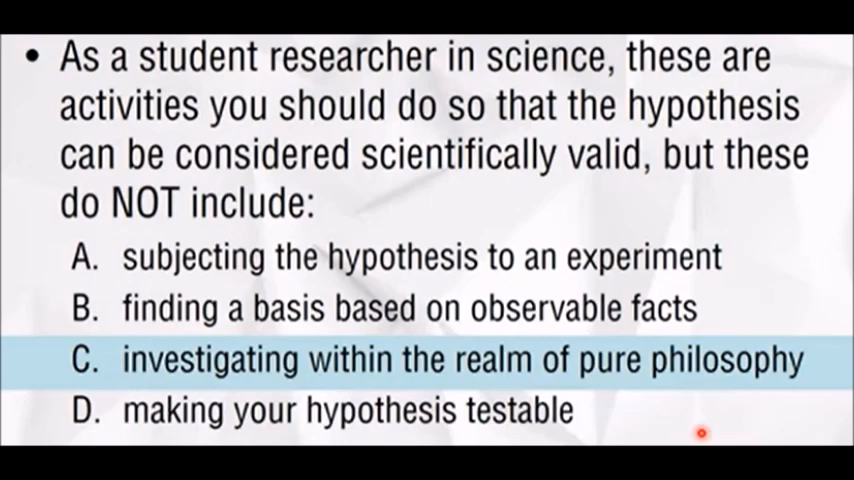 • As a student researcher in science, these are
activities you should do so that the hypothesis
can be considered scientifically valid, but these
do NOT include:
A. subjecting the hypothesis to an experiment
B. finding a basis based on observable facts
C. investigating within the realm of pure philosophy
D. making your hypothesis testable